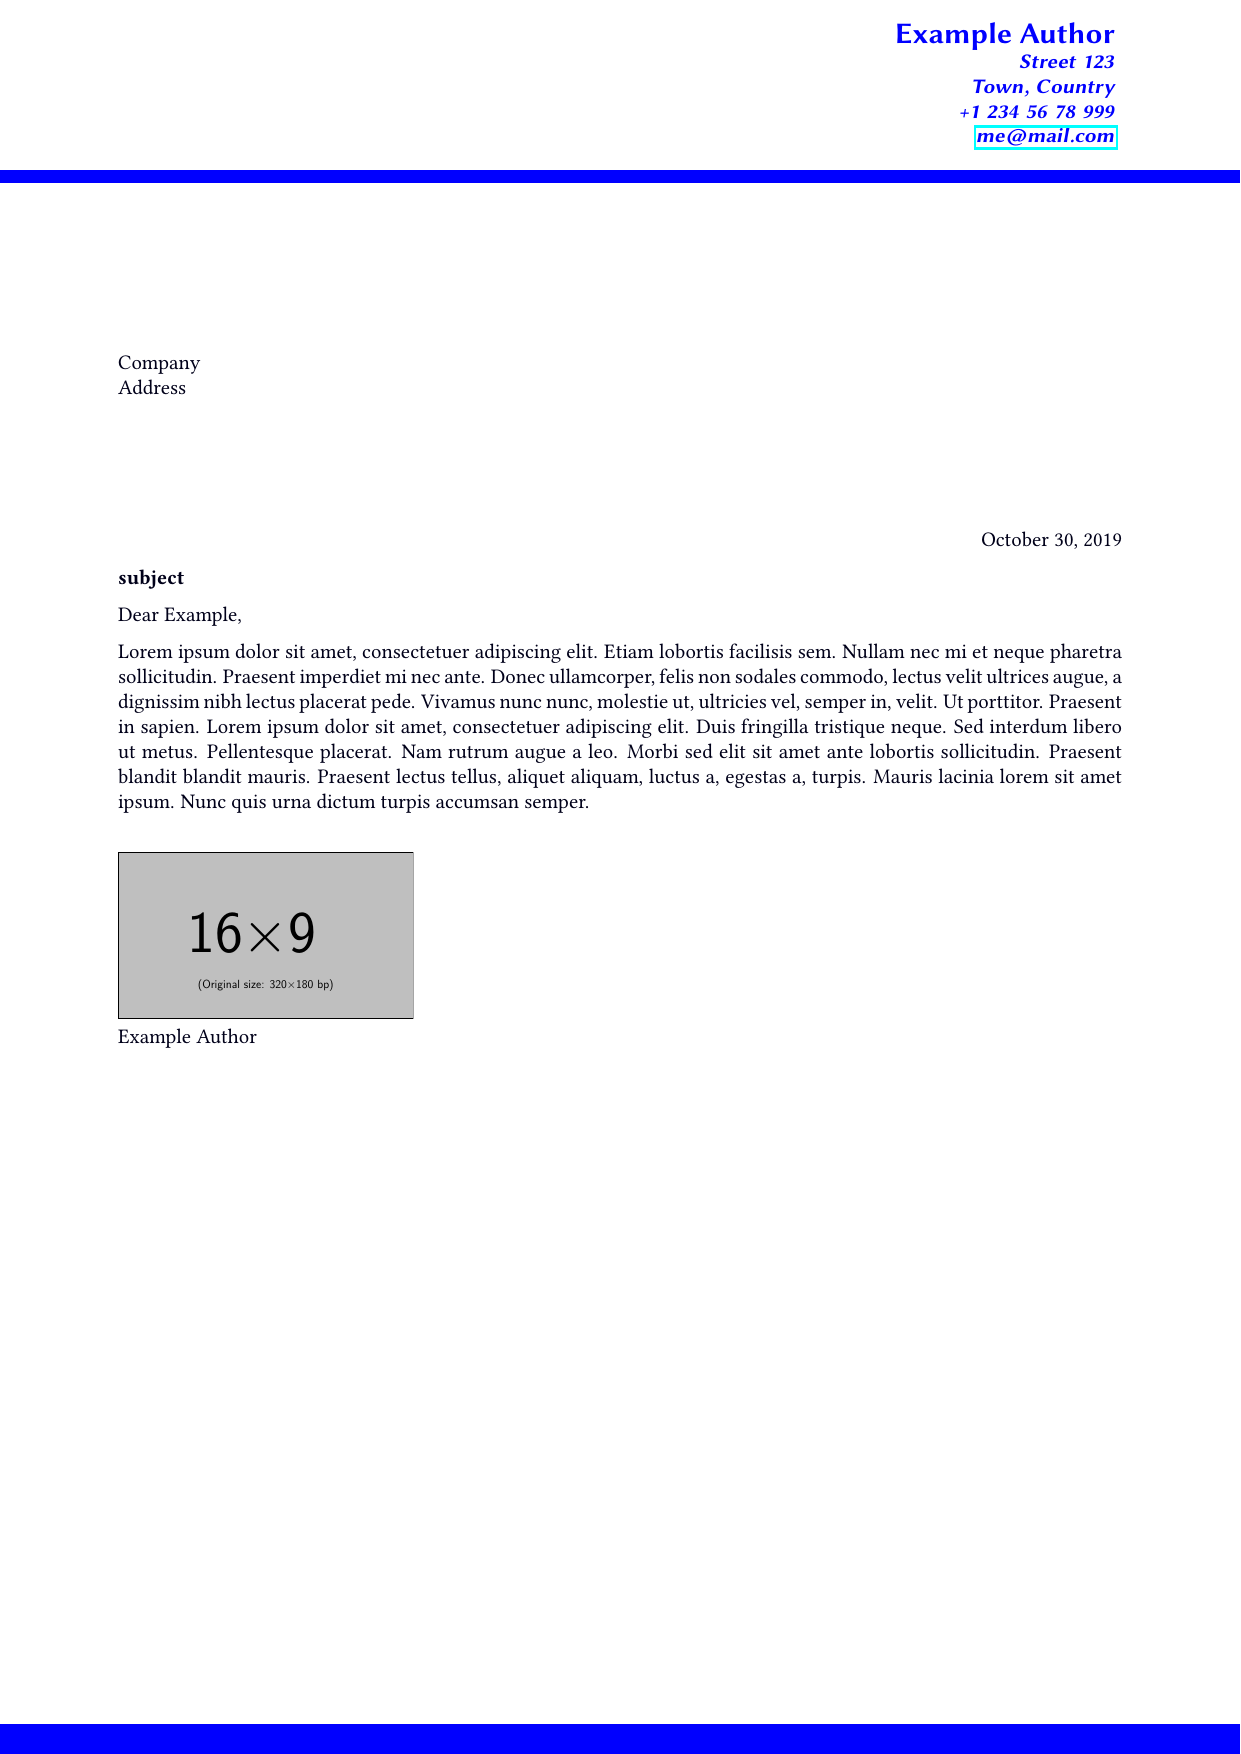 Example Author
Street 123
Town, Country
+1 234 56 78 999
me@mail.com
Company
Address
October 30, 2019
subject
Dear Example,
Lorem ipsum dolor sit amet, consectetuer adipiscing elit. Etiam lobortis facilisis sem. Nullam nec mi et neque pharetra
sollicitudin. Praesent imperdiet mi nec ante. Donec ullamcorper, felis non sodales commodo, lectus velit ultrices augue, a
dignissim nibh lectus placerat pede. Vivamus nunc nunc, molestie ut, ultricies vel, semper in, velit. Ut porttitor. Praesent
in sapien. Lorem ipsum dolor sit amet, consectetuer adipiscing elit. Duis fringilla tristique neque. Sed interdum libero
ut metus. Pellentesque placerat. Nam rutrum augue a leo. Morbi sed elit sit amet ante lobortis sollicitudin. Praesent
blandit blandit mauris. Praesent lectus tellus, aliquet aliquam, luctus a, egestas a, turpis. Mauris lacinia lorem sit amet
ipsum. Nunc quis urna dictum turpis accumsan semper.
16×9
(Original size: 320×180 bp)
Example Author